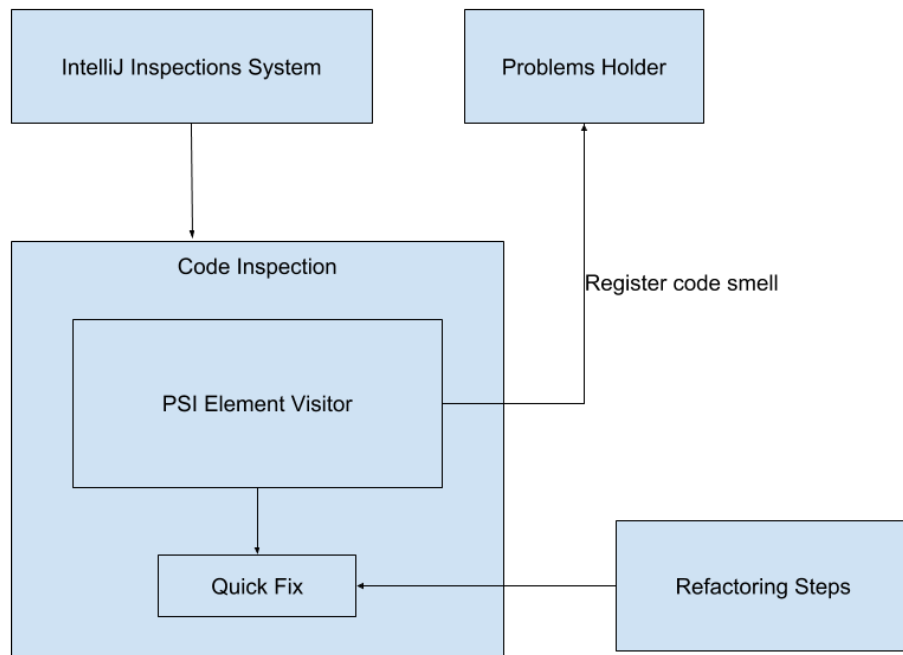 IntelliJ Inspections System
Problems Holder
Code Inspection
Register code smell
PSI Element Visitor
Quick Fix
Refactoring Steps